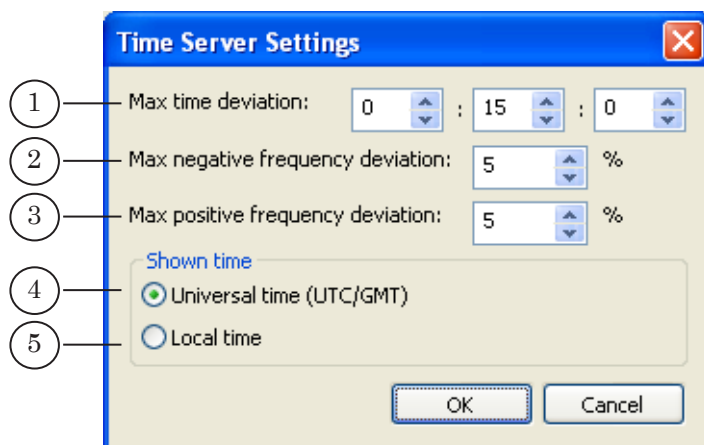 Time Server Settings
1 Max time deviation: 0 : 15 : 0
2 Max negative frequency deviation: 5 %
3 Max positive frequency deviation: 5 %
Shown time
4 Universal time (UTC/GMT)
5 Local time
OK Cancel